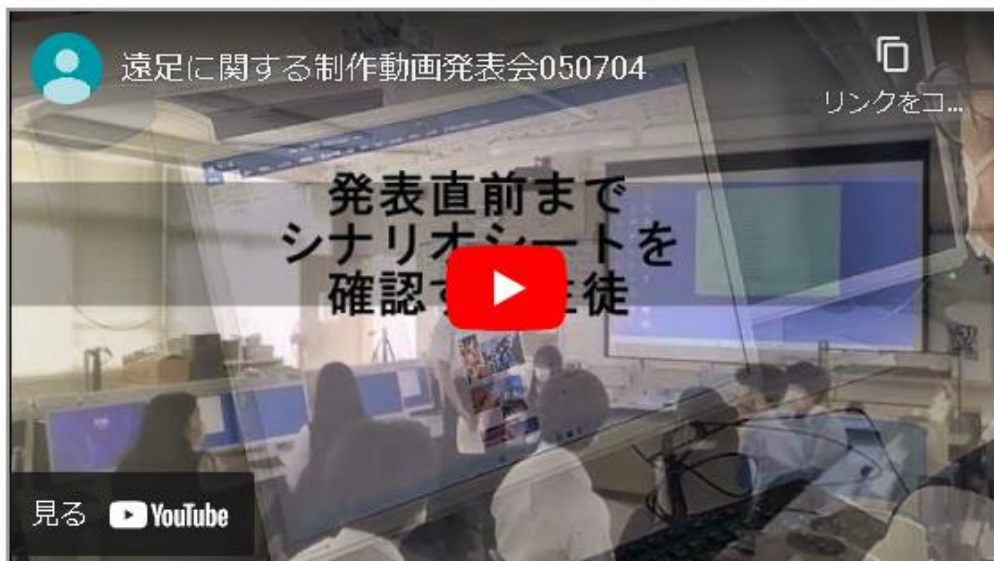 遠足に関する制作動画発表会050704
リンクをコ...
発表直前まで
シナリオシートを
確認す
生徒
見る YouTube